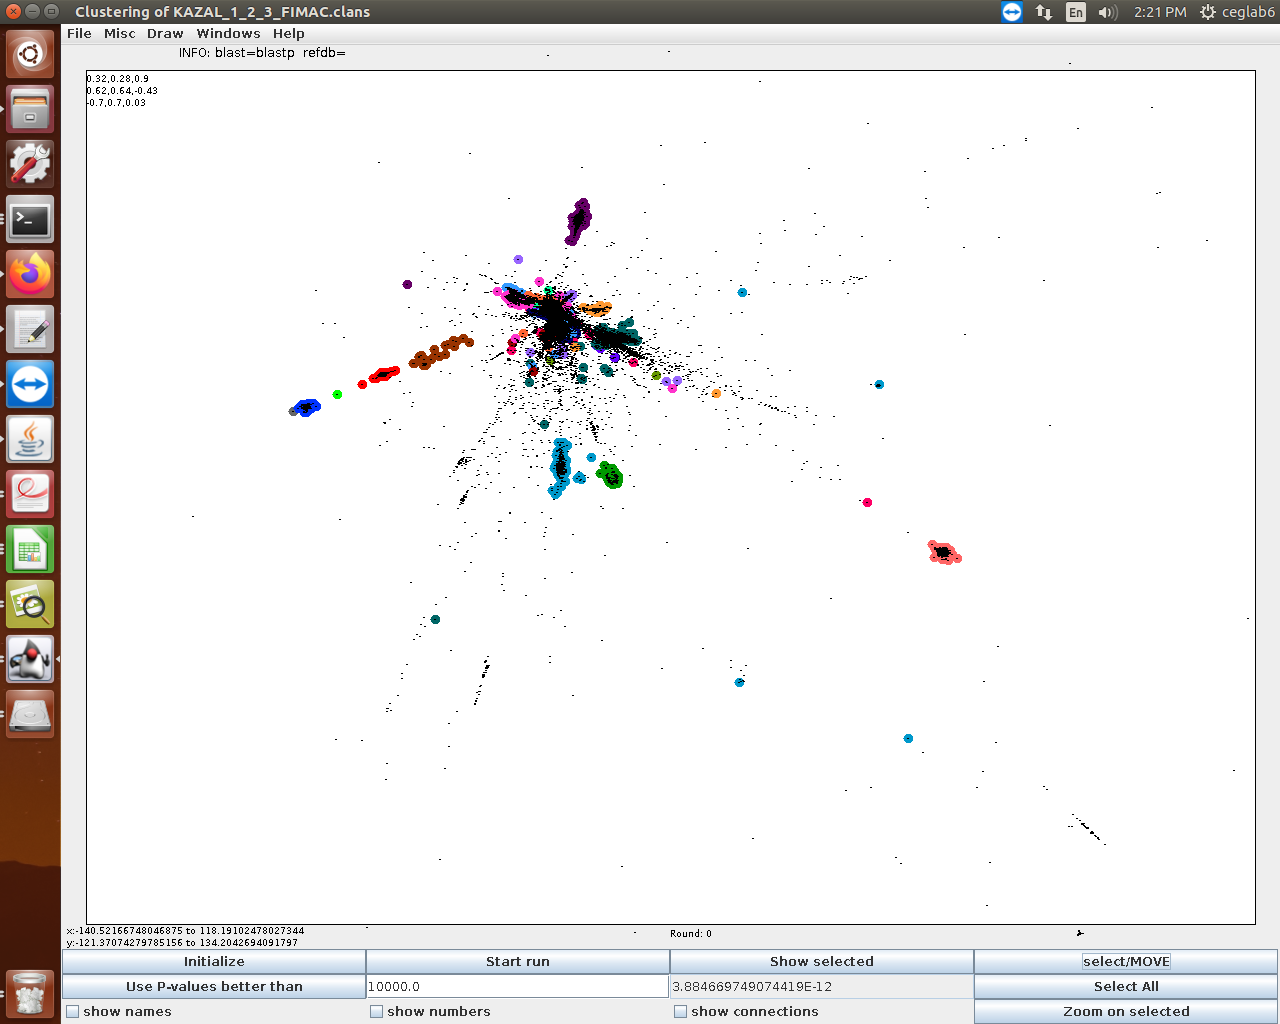 Clustering of KAZAL_1_2_3_FIMAC.clans
En
2:21 PM
ceglab6
File Misc Draw Windows Help
INFO: blast=blastp refdb=
0.32,0.28,0.9
0.62,0.64,-0.43
-0.7,0.7,0.03
x:-140.52166748046875 to 118.19102478027344
y:-121.37074279785156 to 134.2042694091797
Round: 0
Initialize
Start run
Show selected
select/MOVE
Use P-values better than
10000.0
3.884669749074419E-12
Select All
show names
show numbers
show connections
Zoom on selected